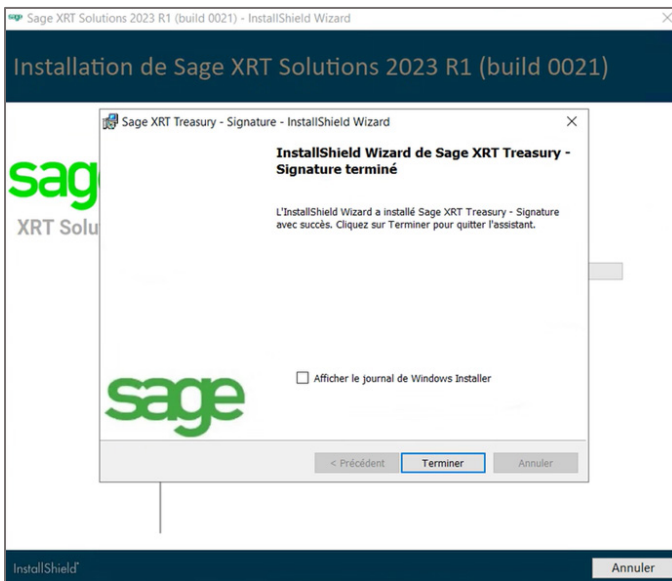 Sage XRT Solutions 2023 R1 (build 0021) - InstallShield Wizard
Installation de Sage XRT Solutions 2023 R1 (build 0021)
Sage XRT Treasury - Signature - InstallShield Wizard
InstallShield Wizard de Sage XRT Treasury -
Signature terminé
sag
XRT Solu
L'InstallShield Wizard a installé Sage XRT Treasury - Signature
avec succès. Cliquez sur Terminer pour quitter l'assistant.
Afficher le journal de Windows Installer
sage
< Précédent
Terminer
Annuler
InstallShield
Annuler